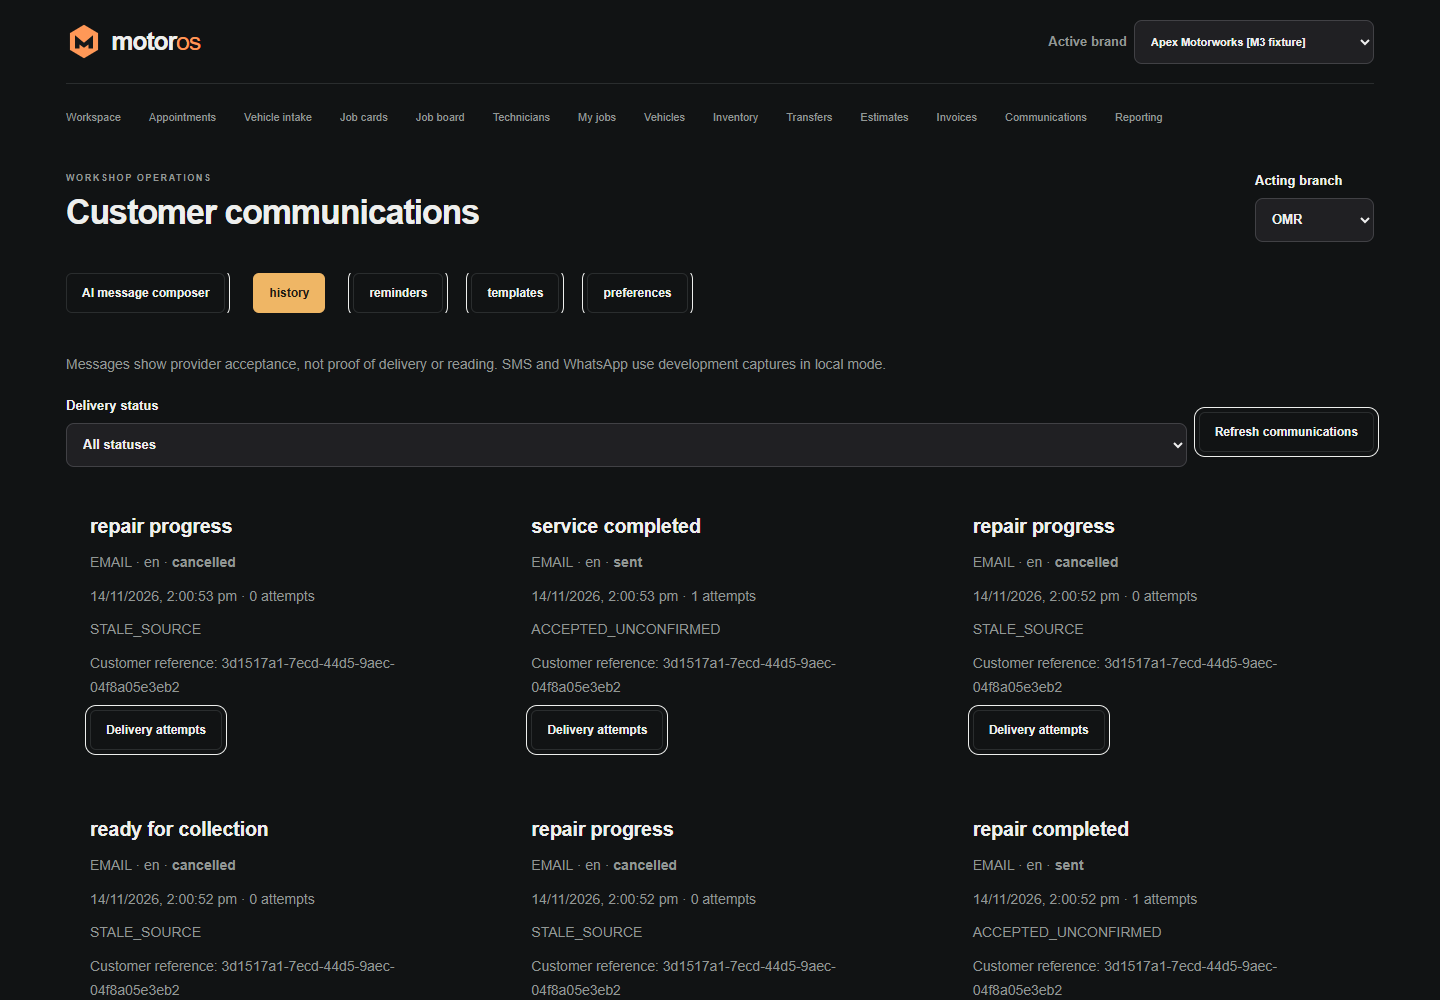 motoros
Active brand
Apex Motorworks [M3 fixture]
Workspace Appointments Vehicle intake Job cards Job board Technicians My jobs Vehicles Inventory Transfers Estimates Invoices Communications Reporting
WORKSHOP OPERATIONS
Customer communications
Acting branch
OMR
AI message composer history reminders templates preferences
Messages show provider acceptance, not proof of delivery or reading. SMS and WhatsApp use development captures in local mode.
Delivery status
All statuses
Refresh communications
repair progress
EMAIL · en · cancelled
14/11/2026, 2:00:53 pm · 0 attempts
STALE_SOURCE
Customer reference: 3d1517a1-7ecd-44d5-9aec-
04f8a05e3eb2
Delivery attempts
service completed
EMAIL · en · sent
14/11/2026, 2:00:53 pm · 1 attempts
ACCEPTED_UNCONFIRMED
Customer reference: 3d1517a1-7ecd-44d5-9aec-
04f8a05e3eb2
Delivery attempts
repair progress
EMAIL · en · cancelled
14/11/2026, 2:00:52 pm · 0 attempts
STALE_SOURCE
Customer reference: 3d1517a1-7ecd-44d5-9aec-
04f8a05e3eb2
Delivery attempts
ready for collection
EMAIL · en · cancelled
14/11/2026, 2:00:52 pm · 0 attempts
STALE_SOURCE
Customer reference: 3d1517a1-7ecd-44d5-9aec-
04f8a05e3eb2
repair progress
EMAIL · en · cancelled
14/11/2026, 2:00:52 pm · 0 attempts
STALE_SOURCE
Customer reference: 3d1517a1-7ecd-44d5-9aec-
04f8a05e3eb2
repair completed
EMAIL · en · sent
14/11/2026, 2:00:52 pm · 1 attempts
ACCEPTED_UNCONFIRMED
Customer reference: 3d1517a1-7ecd-44d5-9aec-
04f8a05e3eb2